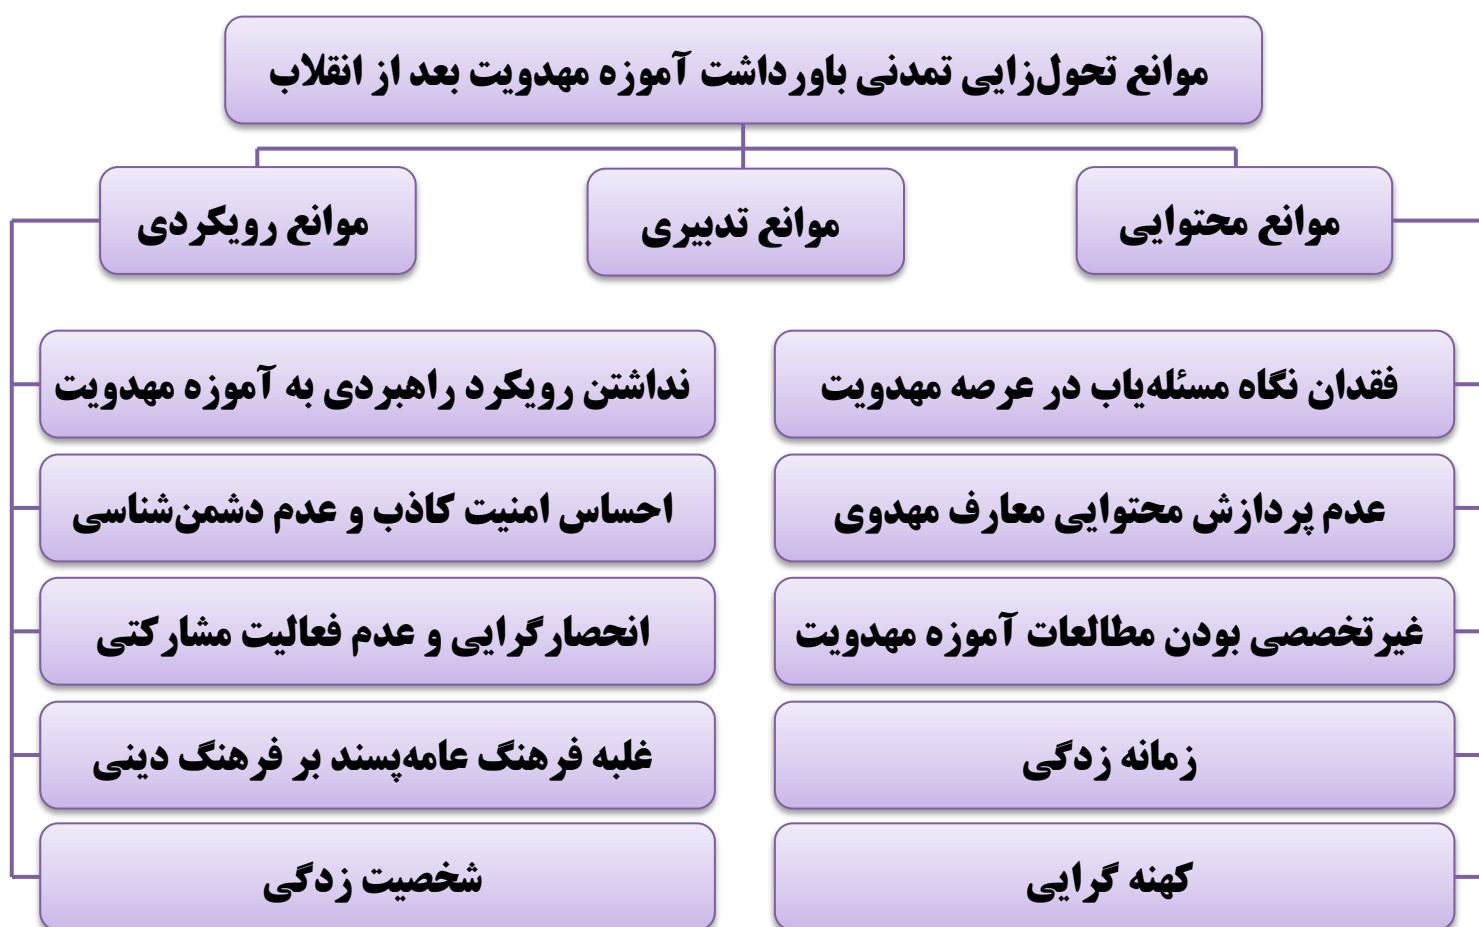 موانع تحول‌زایی تمدنی باورداشت آموزه مهدویت بعد از انقلاب
موانع محتوایی
موانع تدبیری
موانع رویکردی
فقدان نگاه مسئله‌یاب در عرصه مهدویت
عدم پردازش محتوایی معارف مهدوی
غیرتخصصی بودن مطالعات آموزه مهدویت
زمانه زدگی
کهنه گرایی
نداشتن رویکرد راهبردی به آموزه مهدویت
احساس امنیت کاذب و عدم دشمن‌شناسی
انحصارگرایی و عدم فعالیت مشارکتی
غلبه فرهنگ عامه‌پسند بر فرهنگ دینی
شخصیت زدگی